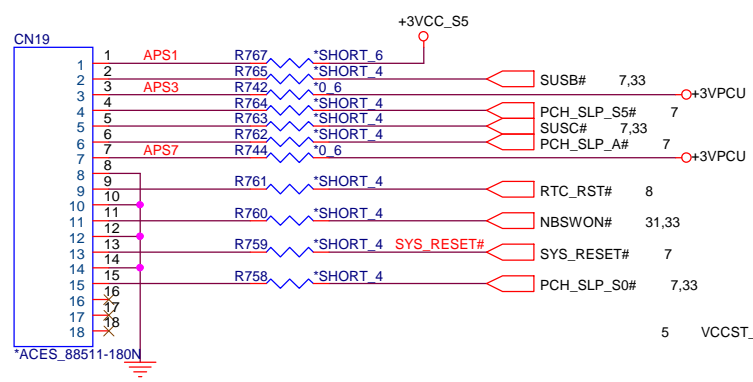 +3VCC_S5
CN19
1 1 APS1 R767 *SHORT_6
2 2 R765 *SHORT_4 SUSB# 7,33
3 3 APS3 R742 *0_6 +3VPCU
4 4 R764 *SHORT_4 PCH_SLP_S5# 7
5 5 R763 *SHORT_4 SUSC# 7,33
6 6 R762 *SHORT_4 PCH_SLP_A# 7
7 7 APS7 R744 *0_6 +3VPCU
8 8
9 9 R761 *SHORT_4 RTC_RST# 8
10 10
11 11 R760 *SHORT_4 NBSWON# 31,33
12 12
13 13 R759 *SHORT_4 SYS_RESET# SYS_RESET# 7
14 14
15 15 R758 *SHORT_4 PCH_SLP_S0# 7,33
16 16
17 17
18 18
5 VCCST_
*ACES_88511-180N